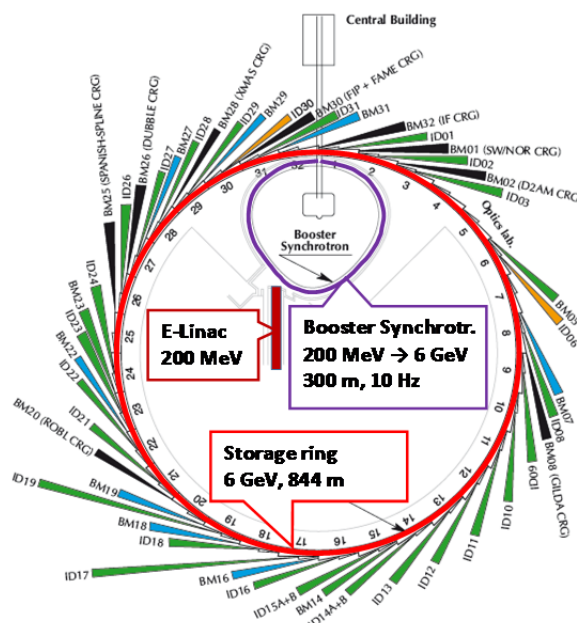 Central Building
BM25 (SPANISH-SPLINE CRG)
ID26
BM26 (DUBBLE CRG)
ID27
BM27
ID28
BM28 (XMAS CRG)
ID29
BM29
ID30
BM30 (FIP + FAME CRG)
ID31
BM31
BM32 (IF CRG)
ID01
BM01 (SW/NOR CRG)
ID02
BM02 (D2AM CRG)
ID03
Optics lab.
BM05
ID06
BM07
ID08
BM08 (GILDA CRG)
ID09
ID10
ID11
ID12
ID13
ID14A+B
BM14
ID15A+B
ID16
BM16
ID17
ID18
BM18
BM19
ID19
BM20 (ROBL CRG)
ID21
ID22
BM22
ID23
BM23
ID24
31
32
2
3
4
5
6
7
8
9
10
11
12
13
14
15
16
17
18
19
20
21
22
23
24
25
26
27
28
29
30
Booster
Synchrotron
E-Linac
200 MeV
Booster Synchrotr.
200 MeV → 6 GeV
300 m, 10 Hz
Storage ring
6 GeV, 844 m